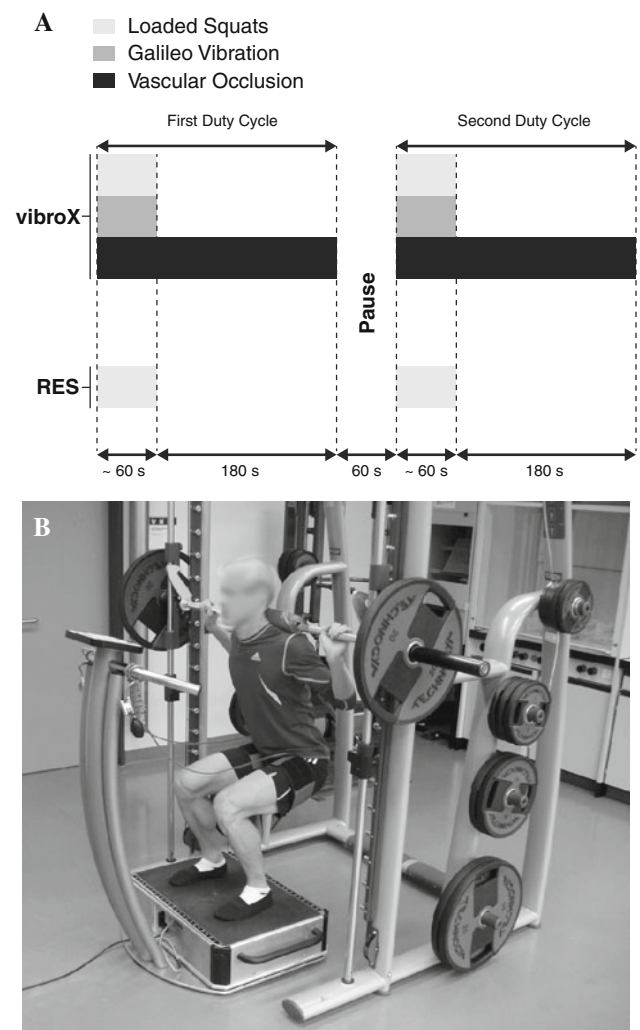 A
Loaded Squats
Galileo Vibration
Vascular Occlusion
First Duty Cycle
Second Duty Cycle
vibroX
Pause
RES
~ 60 s
180 s
60 s
~ 60 s
180 s
B
TECHNOGYM
20